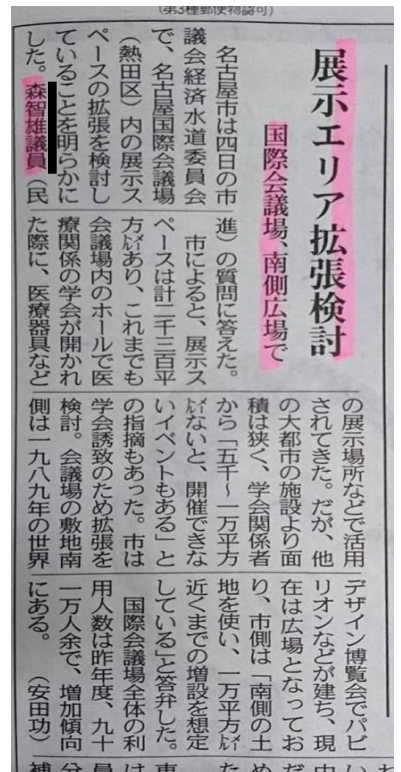 (第3種郵便物認可)
展示エリア拡張検討
国際会議場、南側広場で
名古屋市は四日の市
議会経済水道委員会
で、名古屋国際会議場
(熱田区)内の展示ス
ペースの拡張を検討し
ていることを明らかに
した。森智雄議員(民
進)の質問に答えた。
市によると、展示ス
ペースは計二千三百平
方㍍あり、これまでも
会議場内のホールで医
療関係の学会が開かれ
た際に、医療器具など
の展示場所などで活用
されてきた。だが、他
の大都市の施設より面
積は狭く、学会関係者
から「五千〜一万平方
㍍ないと、開催できな
いイベントもある」と
の指摘もあった。市は
学会誘致のため拡張を
検討。会議場の敷地南
側は一九八九年の世界
デザイン博覧会でパビ
リオンなどが建ち、現
在は広場となってお
り、市側は「南側の土
地を使い、一万平方㍍
近くまでの増設を想定
している」と答弁した。
国際会議場全体の利
用人数は昨年度、九十
一万人余で、増加傾向
にある。(安田功)